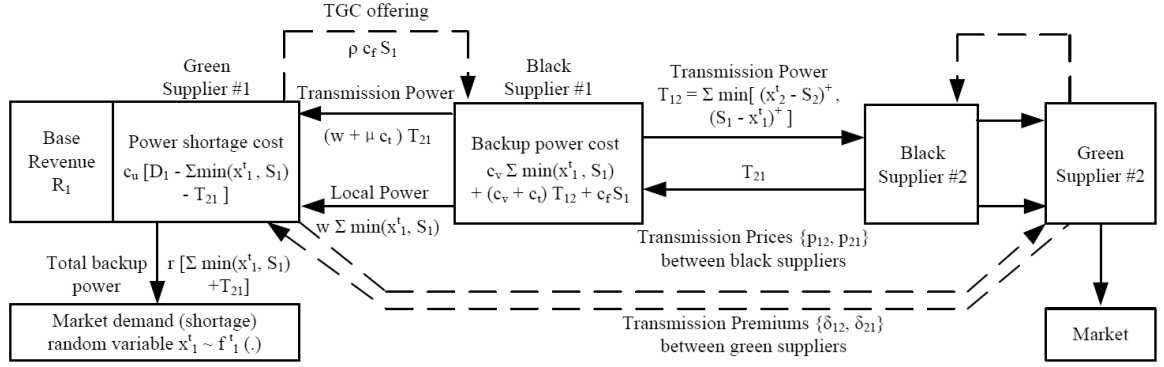 TGC offering
ρ c_f S_1
Green
Supplier #1
Black
Supplier #1
Transmission Power
(w + μ c_t ) T_21
Transmission Power
T_12 = Σ min[ (x^t_2 - S_2)^+ ,
(S_1 - x^t_1)^+ ]
Base
Revenue
R_1
Power shortage cost
c_u [D_1 - Σmin(x^t_1 , S_1)
- T_21 ]
Backup power cost
c_v Σ min(x^t_1 , S_1)
+ (c_v + c_t) T_12 + c_f S_1
Black
Supplier #2
Green
Supplier #2
T_21
Local Power
w Σ min(x^t_1, S_1)
Transmission Prices {p_12, p_21}
between black suppliers
Total backup
power
r [Σ min(x^t_1, S_1)
+T_21]
Market demand (shortage)
random variable x^t_1 ~ f^t_1 (.)
Transmission Premiums {δ_12, δ_21}
between green suppliers
Market